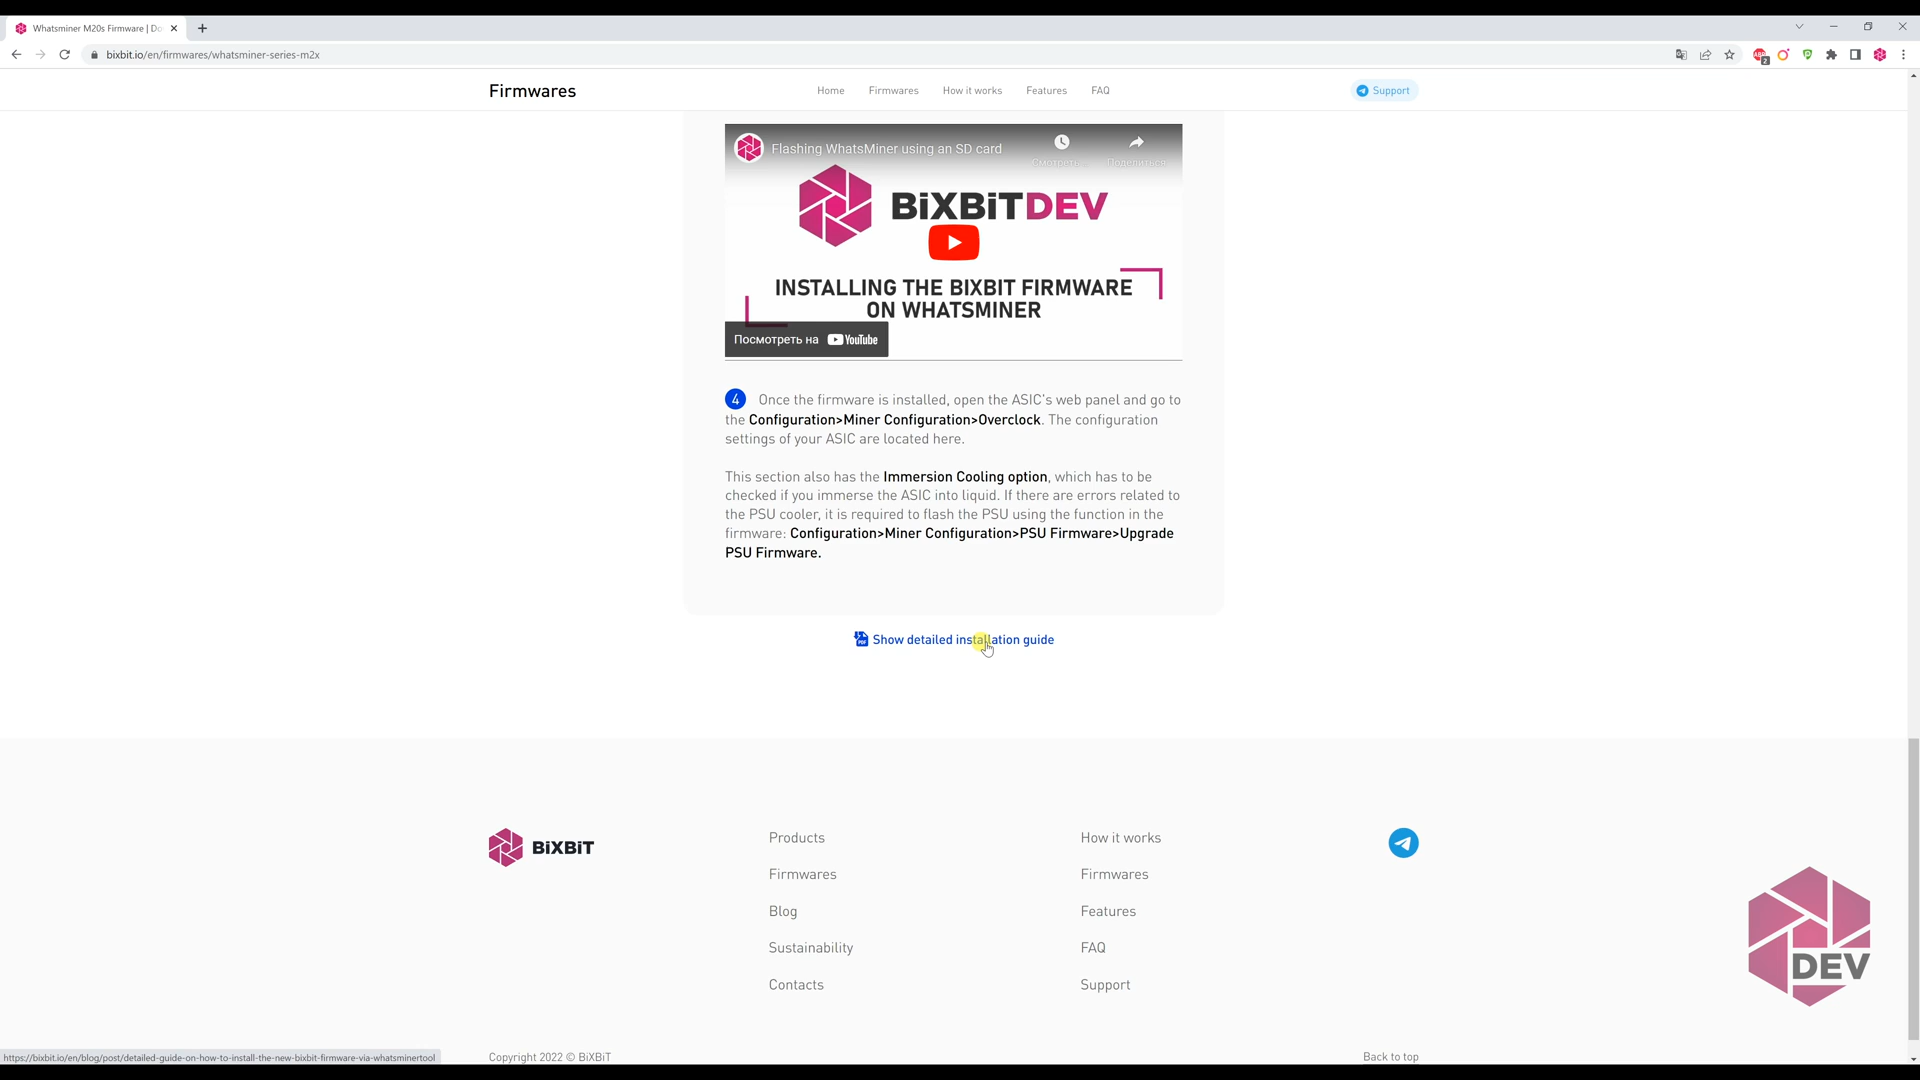 Whatsminer M20s Firmware | Do
bixbit.io/en/firmwares/whatsminer-series-m2x
2
Firmwares
Home
Firmwares
How it works
Features
FAQ
Support
Flashing WhatsMiner using an SD card
Смотреть...
Поделиться
BiXBiTDEV
INSTALLING THE BIXBIT FIRMWARE
ON WHATSMINER
Посмотреть на YouTube
4 Once the firmware is installed, open the ASIC's web panel and go to
the Configuration>Miner Configuration>Overclock. The configuration
settings of your ASIC are located here.
This section also has the Immersion Cooling option, which has to be
checked if you immerse the ASIC into liquid. If there are errors related to
the PSU cooler, it is required to flash the PSU using the function in the
firmware: Configuration>Miner Configuration>PSU Firmware>Upgrade
PSU Firmware.
PDF Show detailed installation guide
BiXBiT
Products
Firmwares
Blog
Sustainability
Contacts
How it works
Firmwares
Features
FAQ
Support
DEV
https://bixbit.io/en/blog/post/detailed-guide-on-how-to-install-the-new-bixbit-firmware-via-whatsminertool
Copyright 2022 © BiXBiT
Back to top